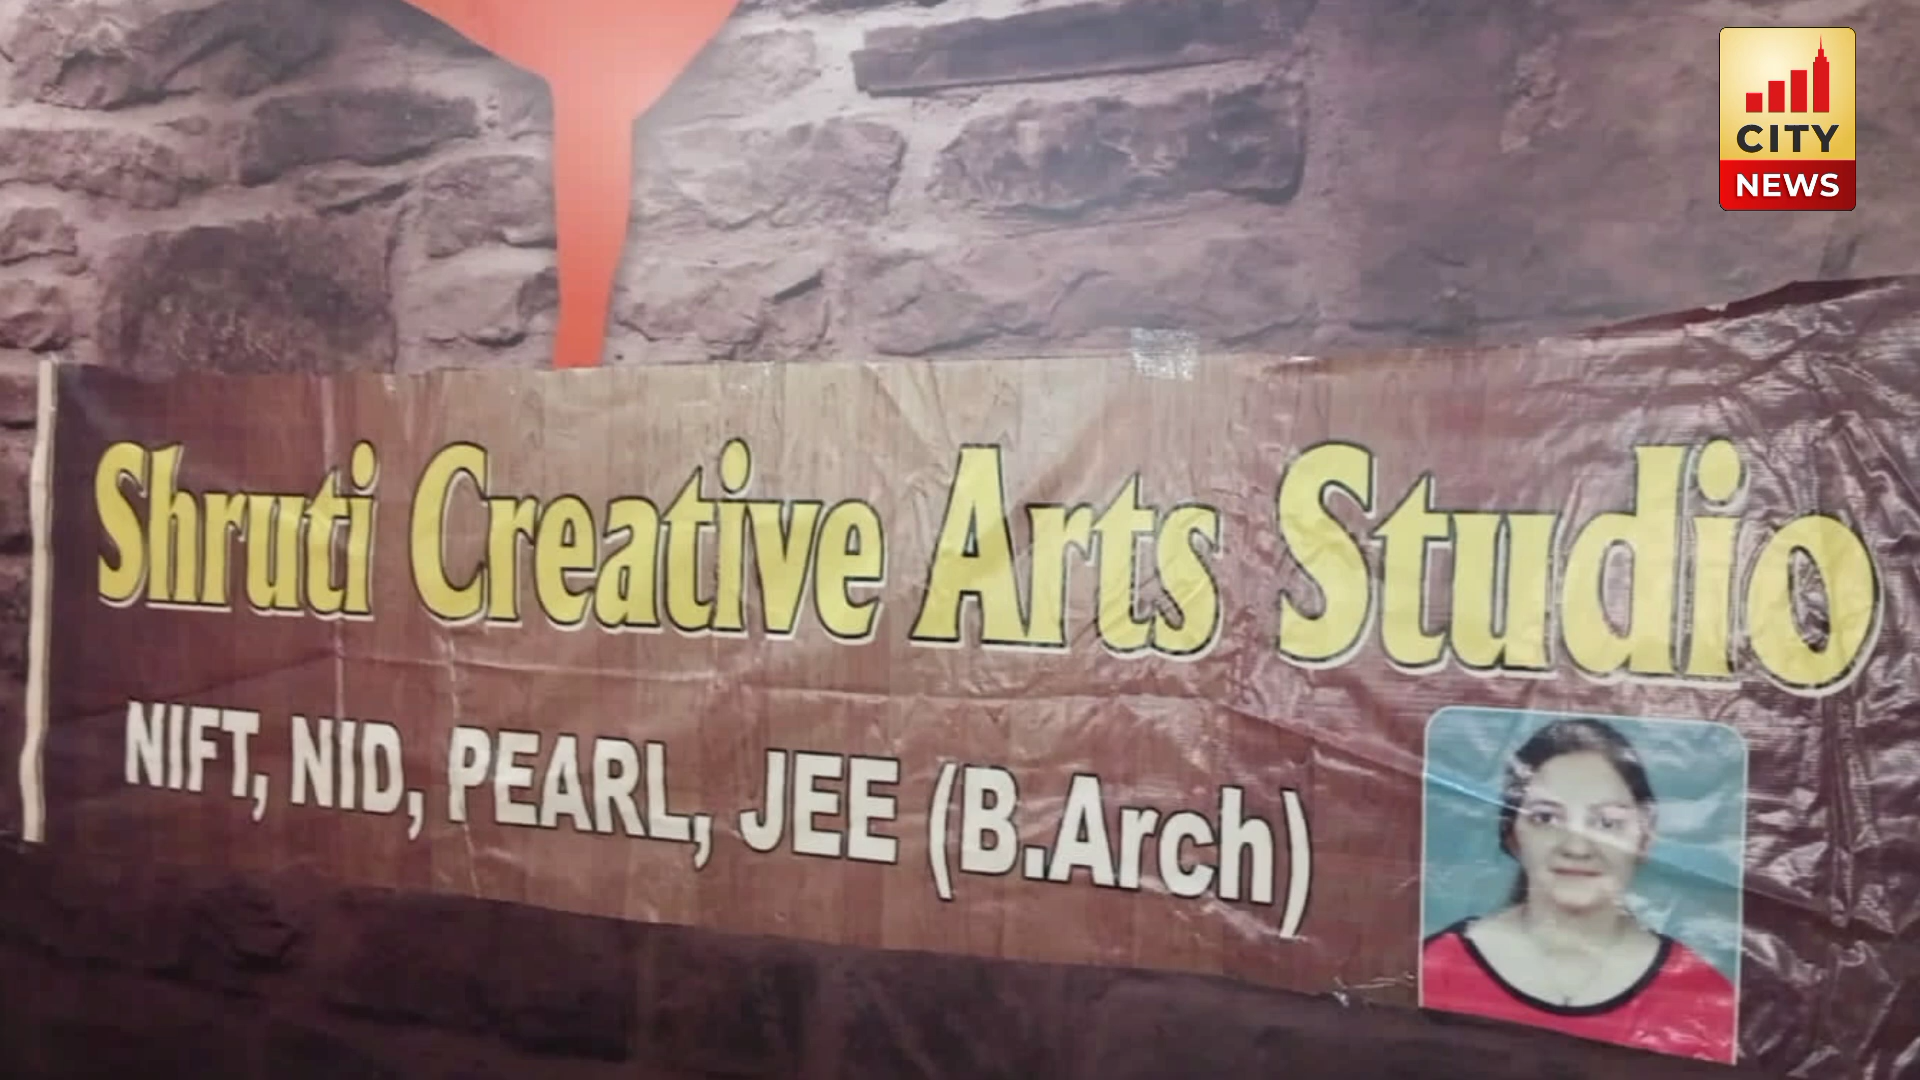 CITY
NEWS
Shruti Creative Arts Studio
NIFT, NID, PEARL, JEE (B.Arch)